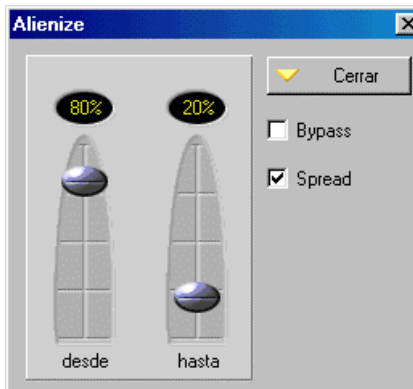 Alienize
80% 20%
Cerrar
Bypass
Spread
desde hasta